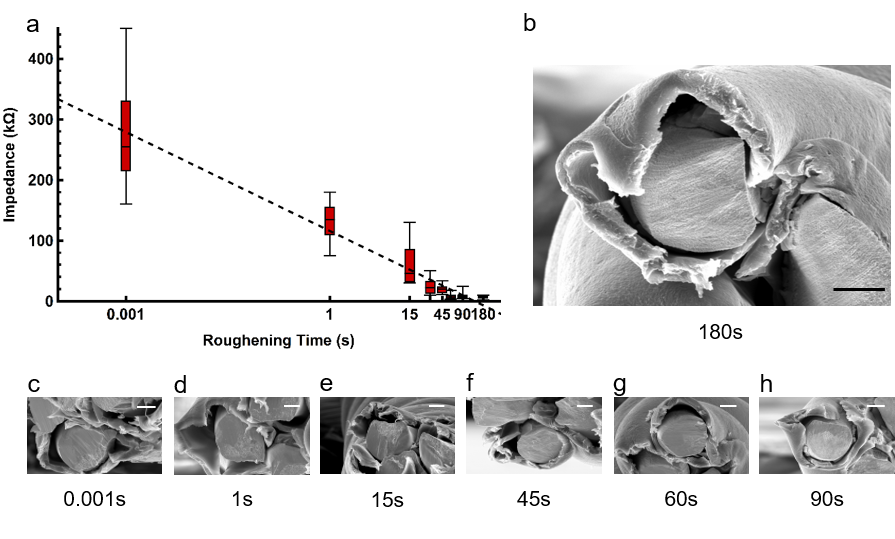 a
b
Impedance (kΩ)
400
300
200
100
0
0.001
1
15
45
90
180
Roughening Time (s)
180s
c
d
e
f
g
h
0.001s
1s
15s
45s
60s
90s